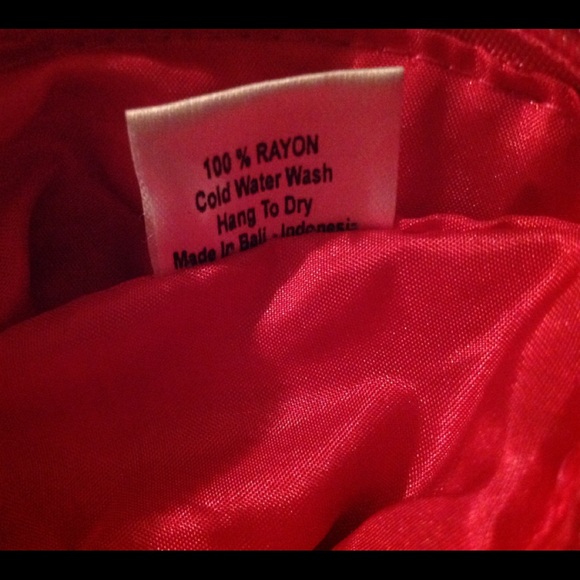 100 % RAYON
Cold Water Wash
Hang To Dry
Made In Bali - Indonesia